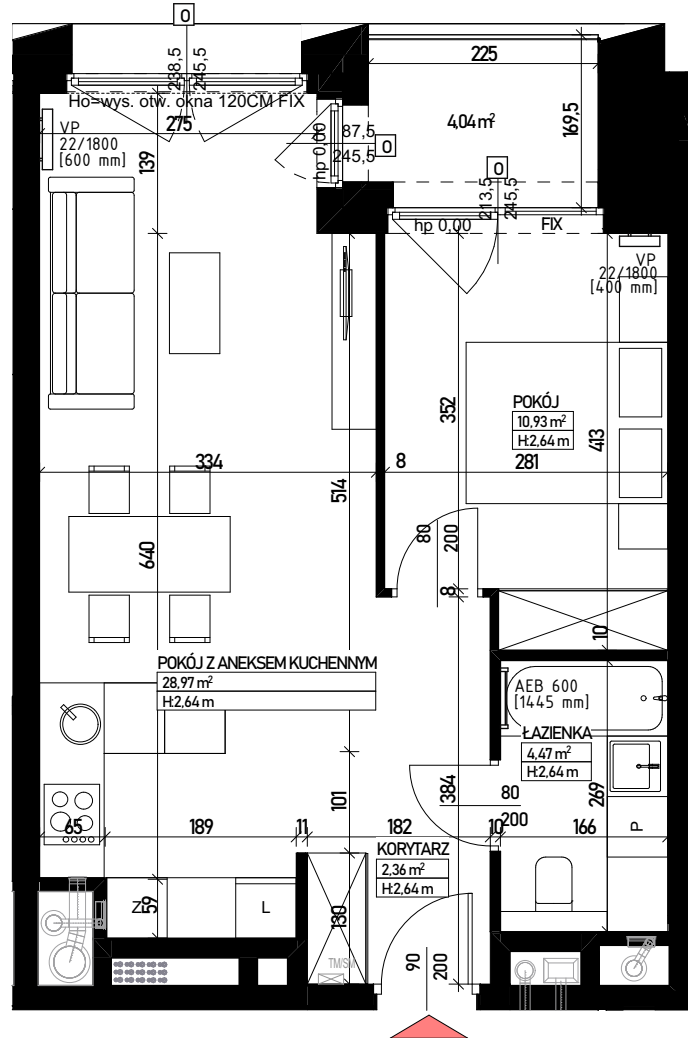 0
238,5
245,5
225
Ho=wys. otw. okna 120CM FIX
275
VP
22/1800
[600 mm]
139
hp 0,00
87,5
245,5
0
4,04 m²
169,5
0
213,5
245,5
hp 0,00
FIX
VP
22/1800
[400 mm]
352
POKÓJ
10,93 m²
H:2,64 m
413
334
8
281
514
80
200
640
8
10
POKÓJ Z ANEKSEM KUCHENNYM
28,97 m²
H:2,64 m
AEB 600
[1445 mm]
ŁAZIENKA
4,47 m²
H:2,64 m
384
269
101
80
200
65
189
11
182
10
166
P
KORYTARZ
2,36 m²
H:2,64 m
Z
59
L
130
TM/SM
90
200